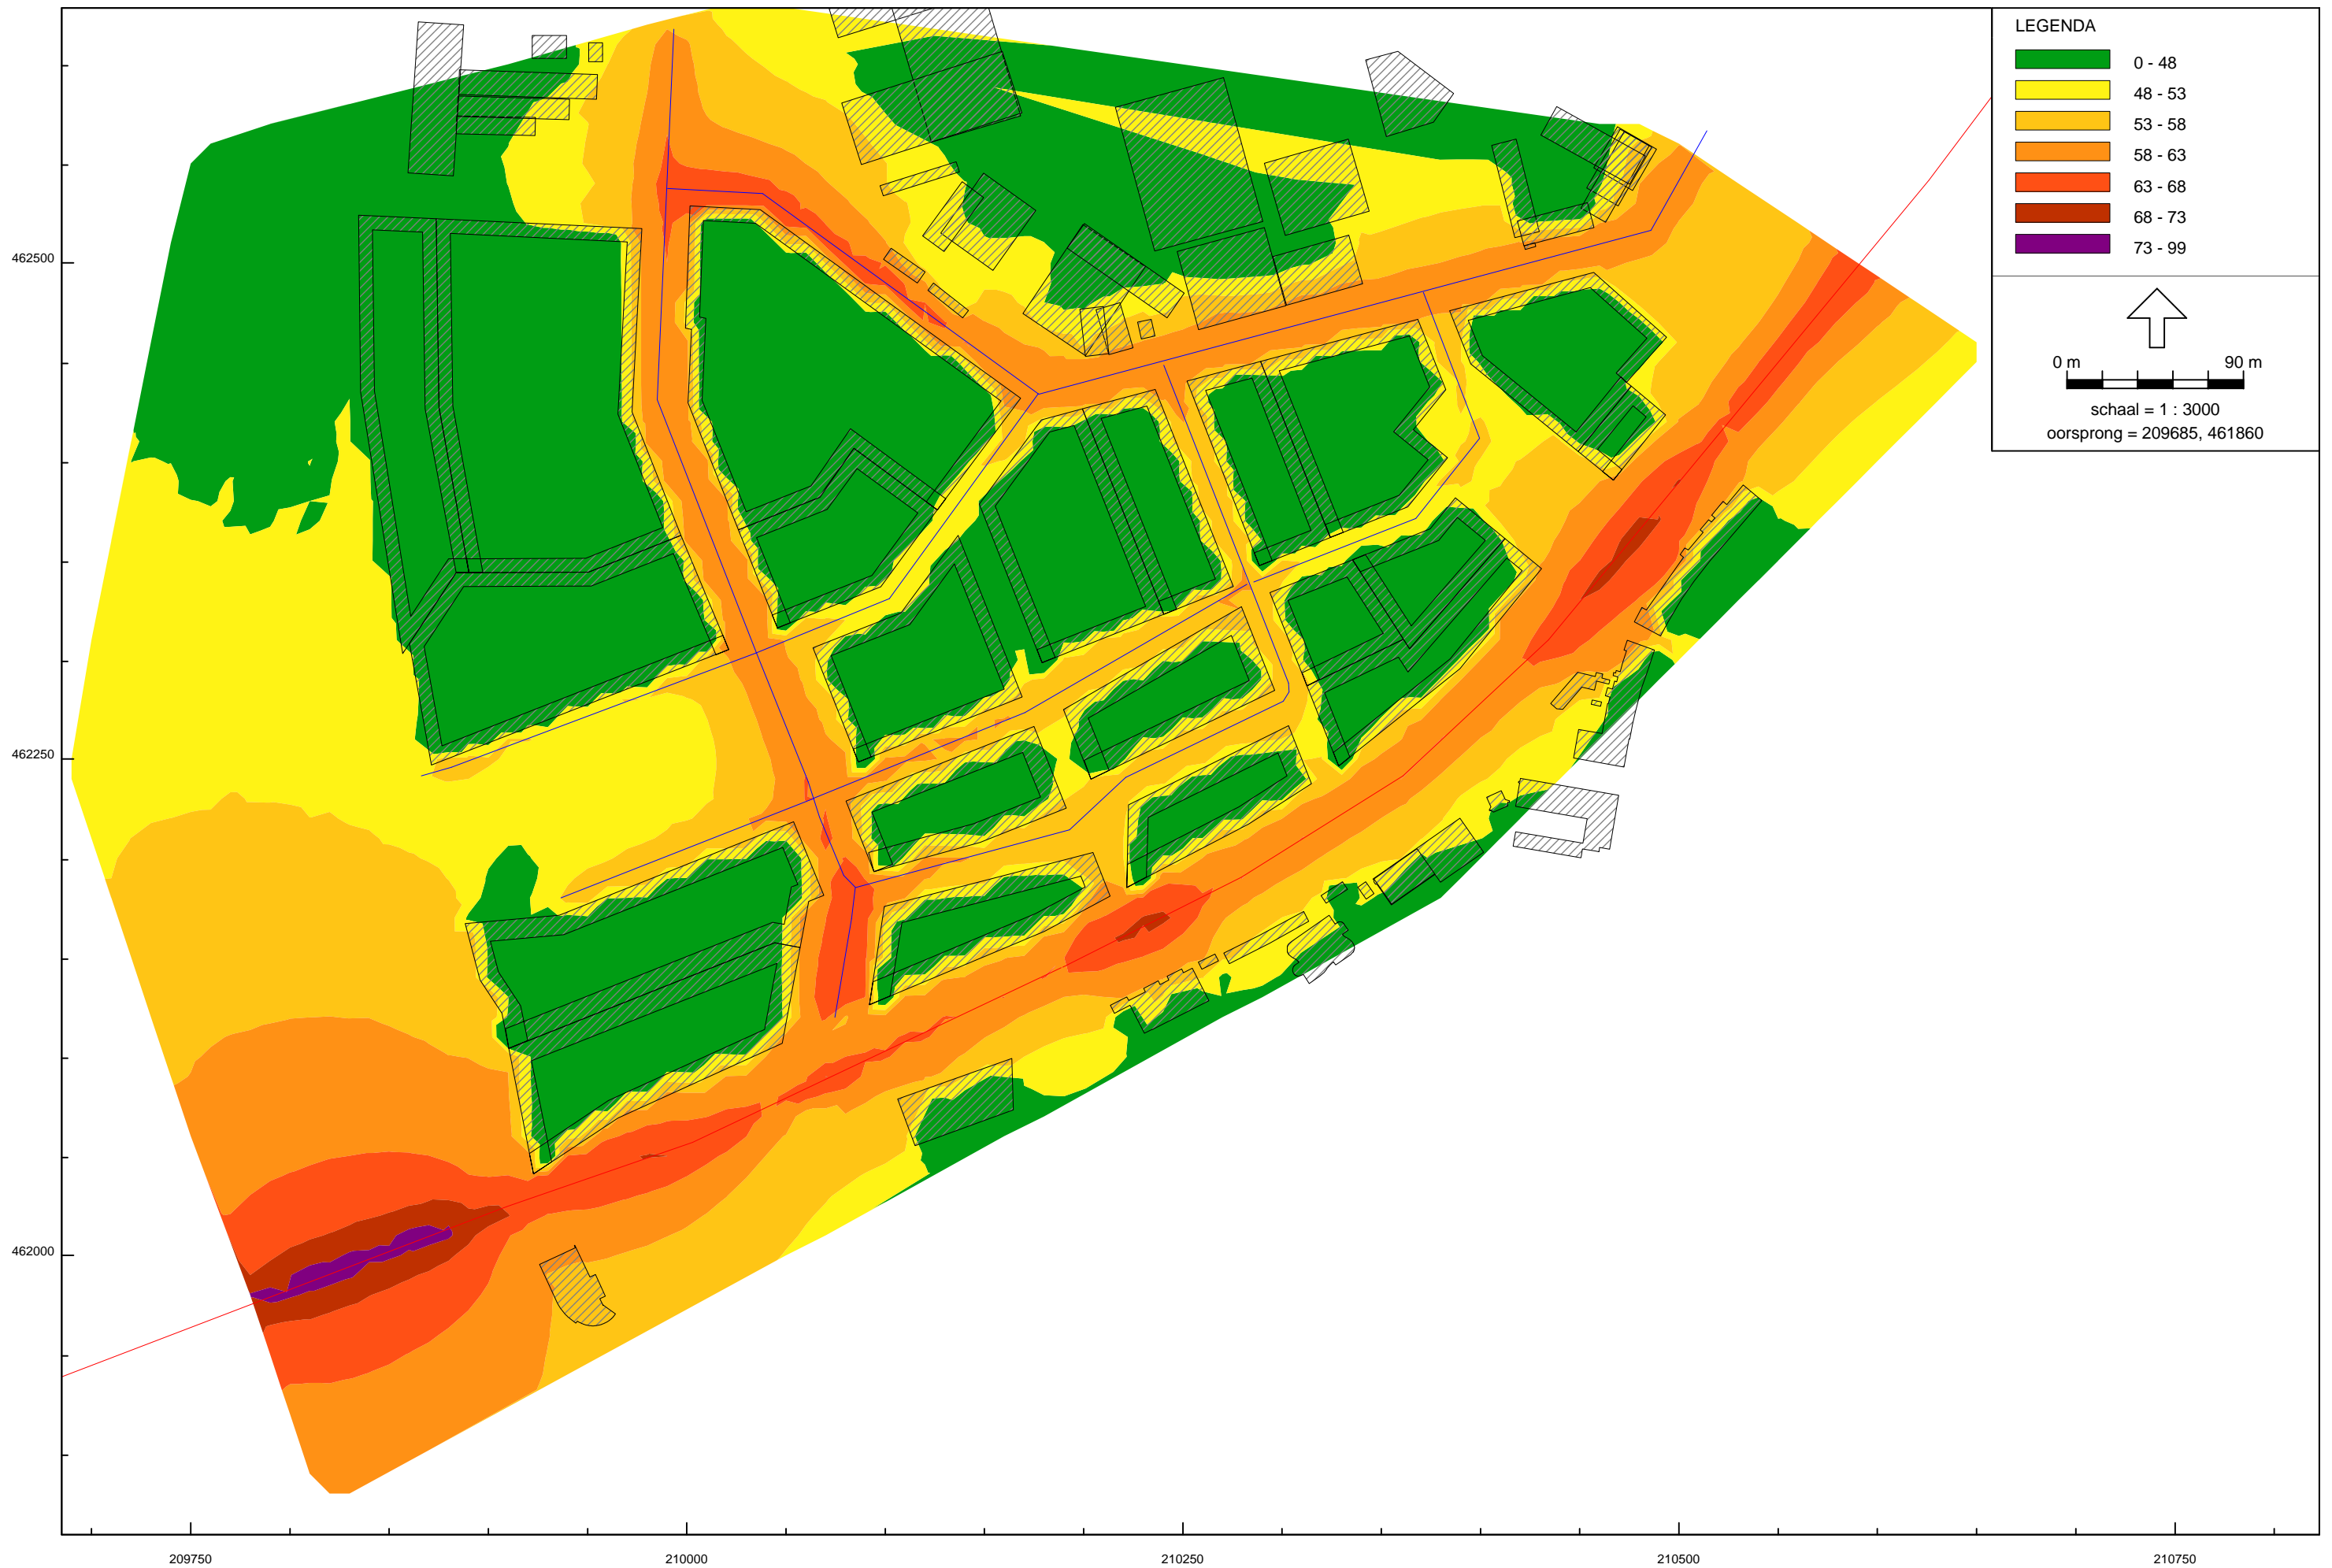 LEGENDA
0 - 48
48 - 53
53 - 58
58 - 63
63 - 68
68 - 73
73 - 99
0 m 90 m
schaal = 1 : 3000
oorsprong = 209685, 461860
462500
462250
462000
209750 210000 210250 210500 210750